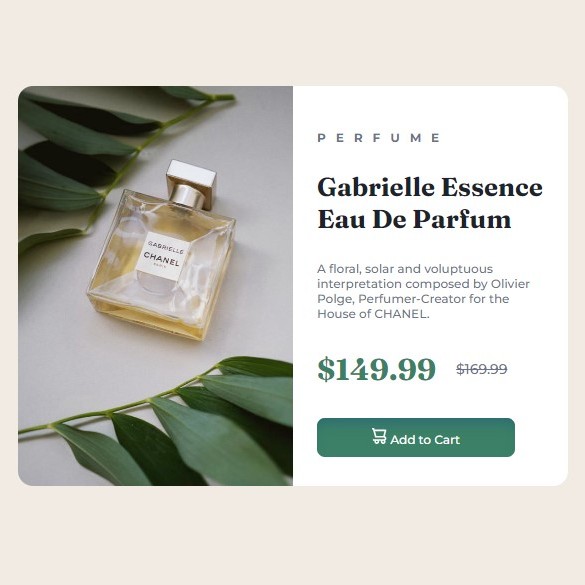 GABRIELLE
CHANEL
PARIS
PERFUME
Gabrielle Essence
Eau De Parfum
A floral, solar and voluptuous
interpretation composed by Olivier
Polge, Perfumer-Creator for the
House of CHANEL.
$149.99 $169.99
Add to Cart